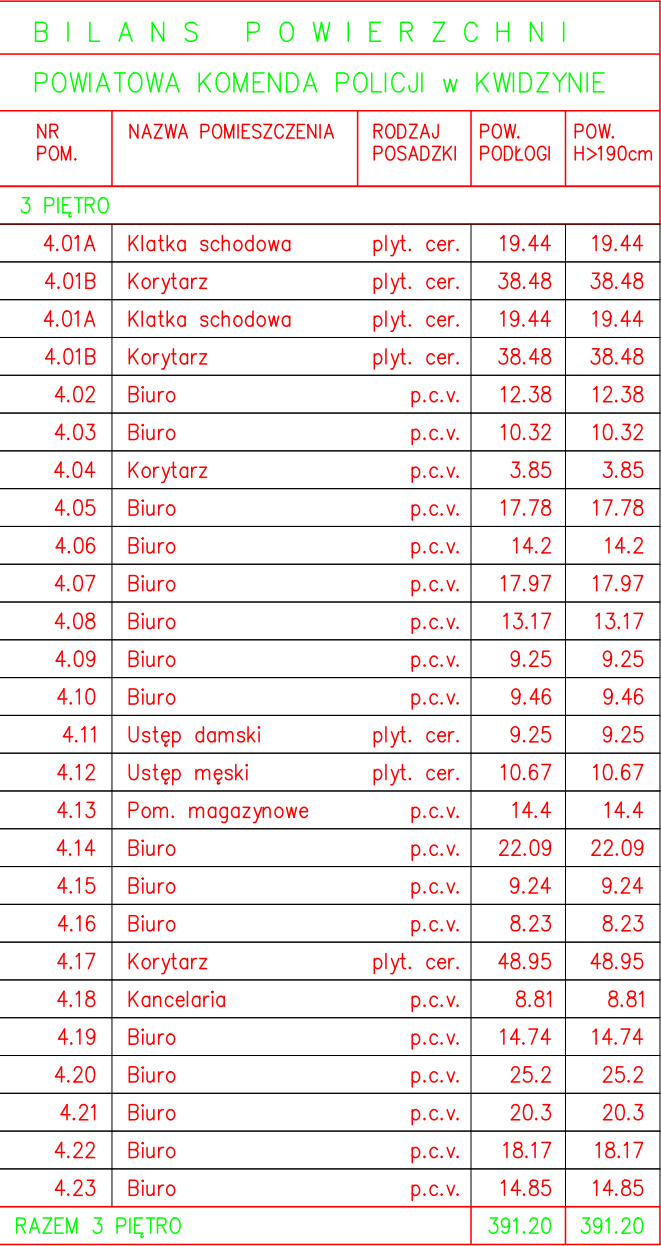 BILANS POWIERZCHNI
POWIATOWA KOMENDA POLICJI w KWIDZYNIE
NR POM. NAZWA POMIESZCZENIA RODZAJ POSADZKI POW. PODŁOGI POW. H>190cm
3 PIĘTRO
4.01A Klatka schodowa plyt. cer. 19.44 19.44
4.01B Korytarz plyt. cer. 38.48 38.48
4.01A Klatka schodowa plyt. cer. 19.44 19.44
4.01B Korytarz plyt. cer. 38.48 38.48
4.02 Biuro p.c.v. 12.38 12.38
4.03 Biuro p.c.v. 10.32 10.32
4.04 Korytarz p.c.v. 3.85 3.85
4.05 Biuro p.c.v. 17.78 17.78
4.06 Biuro p.c.v. 14.2 14.2
4.07 Biuro p.c.v. 17.97 17.97
4.08 Biuro p.c.v. 13.17 13.17
4.09 Biuro p.c.v. 9.25 9.25
4.10 Biuro p.c.v. 9.46 9.46
4.11 Ustęp damski plyt. cer. 9.25 9.25
4.12 Ustęp męski plyt. cer. 10.67 10.67
4.13 Pom. magazynowe p.c.v. 14.4 14.4
4.14 Biuro p.c.v. 22.09 22.09
4.15 Biuro p.c.v. 9.24 9.24
4.16 Biuro p.c.v. 8.23 8.23
4.17 Korytarz plyt. cer. 48.95 48.95
4.18 Kancelaria p.c.v. 8.81 8.81
4.19 Biuro p.c.v. 14.74 14.74
4.20 Biuro p.c.v. 25.2 25.2
4.21 Biuro p.c.v. 20.3 20.3
4.22 Biuro p.c.v. 18.17 18.17
4.23 Biuro p.c.v. 14.85 14.85
RAZEM 3 PIĘTRO 391.20 391.20